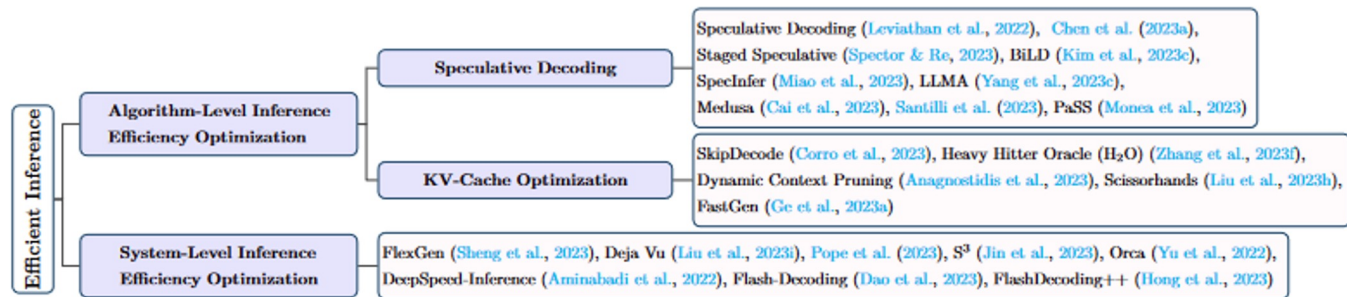 Efficient Inference
Algorithm-Level Inference
Efficiency Optimization
Speculative Decoding
Speculative Decoding (Leviathan et al., 2022), Chen et al. (2023a),
Staged Speculative (Spector & Re, 2023), BiLD (Kim et al., 2023c),
SpecInfer (Miao et al., 2023), LLMA (Yang et al., 2023c),
Medusa (Cai et al., 2023), Santilli et al. (2023), PaSS (Monea et al., 2023)
KV-Cache Optimization
SkipDecode (Corro et al., 2023), Heavy Hitter Oracle (H₂O) (Zhang et al., 2023f),
Dynamic Context Pruning (Anagnostidis et al., 2023), Scissorhands (Liu et al., 2023h),
FastGen (Ge et al., 2023a)
System-Level Inference
Efficiency Optimization
FlexGen (Sheng et al., 2023), Deja Vu (Liu et al., 2023i), Pope et al. (2023), S³ (Jin et al., 2023), Orca (Yu et al., 2022),
DeepSpeed-Inference (Aminabadi et al., 2022), Flash-Decoding (Dao et al., 2023), FlashDecoding++ (Hong et al., 2023)